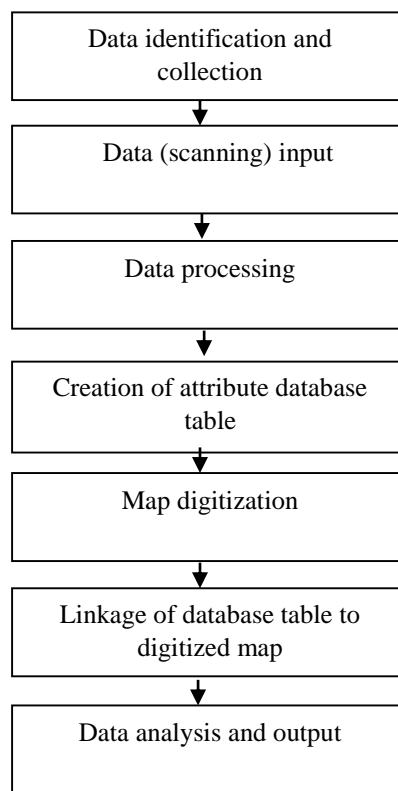 Data identification and
collection
Data (scanning) input
Data processing
Creation of attribute database
table
Map digitization
Linkage of database table to
digitized map
Data analysis and output